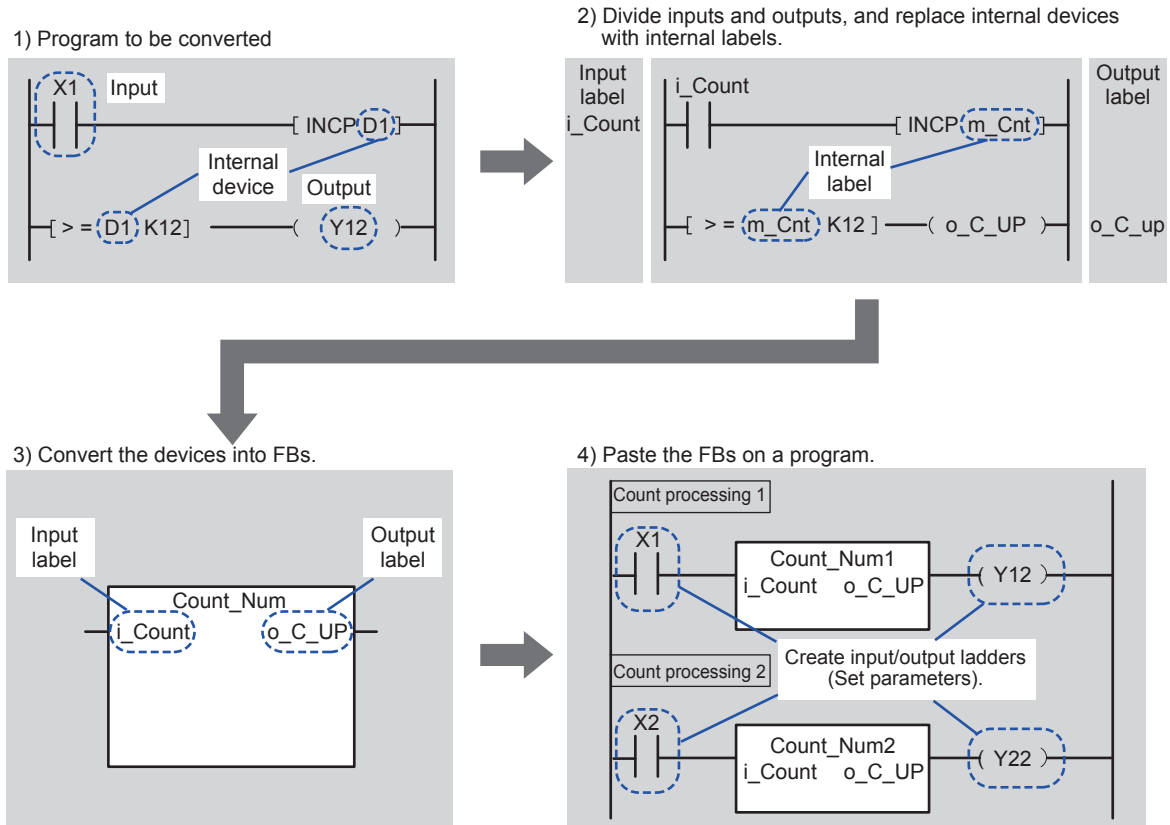 1) Program to be converted
X1
Input
[ INCP D1 ]
Internal
device
Output
[ > = D1 K12 ]
( Y12 )
2) Divide inputs and outputs, and replace internal devices
with internal labels.
Input
label
i_Count
i_Count
[ INCP m_Cnt ]
Internal
label
[ > = m_Cnt K12 ]
( o_C_UP )
Output
label
o_C_up
3) Convert the devices into FBs.
Input
label
Output
label
Count_Num
i_Count o_C_UP
4) Paste the FBs on a program.
Count processing 1
X1
Count_Num1
i_Count o_C_UP
( Y12 )
Create input/output ladders
(Set parameters).
Count processing 2
X2
Count_Num2
i_Count o_C_UP
( Y22 )